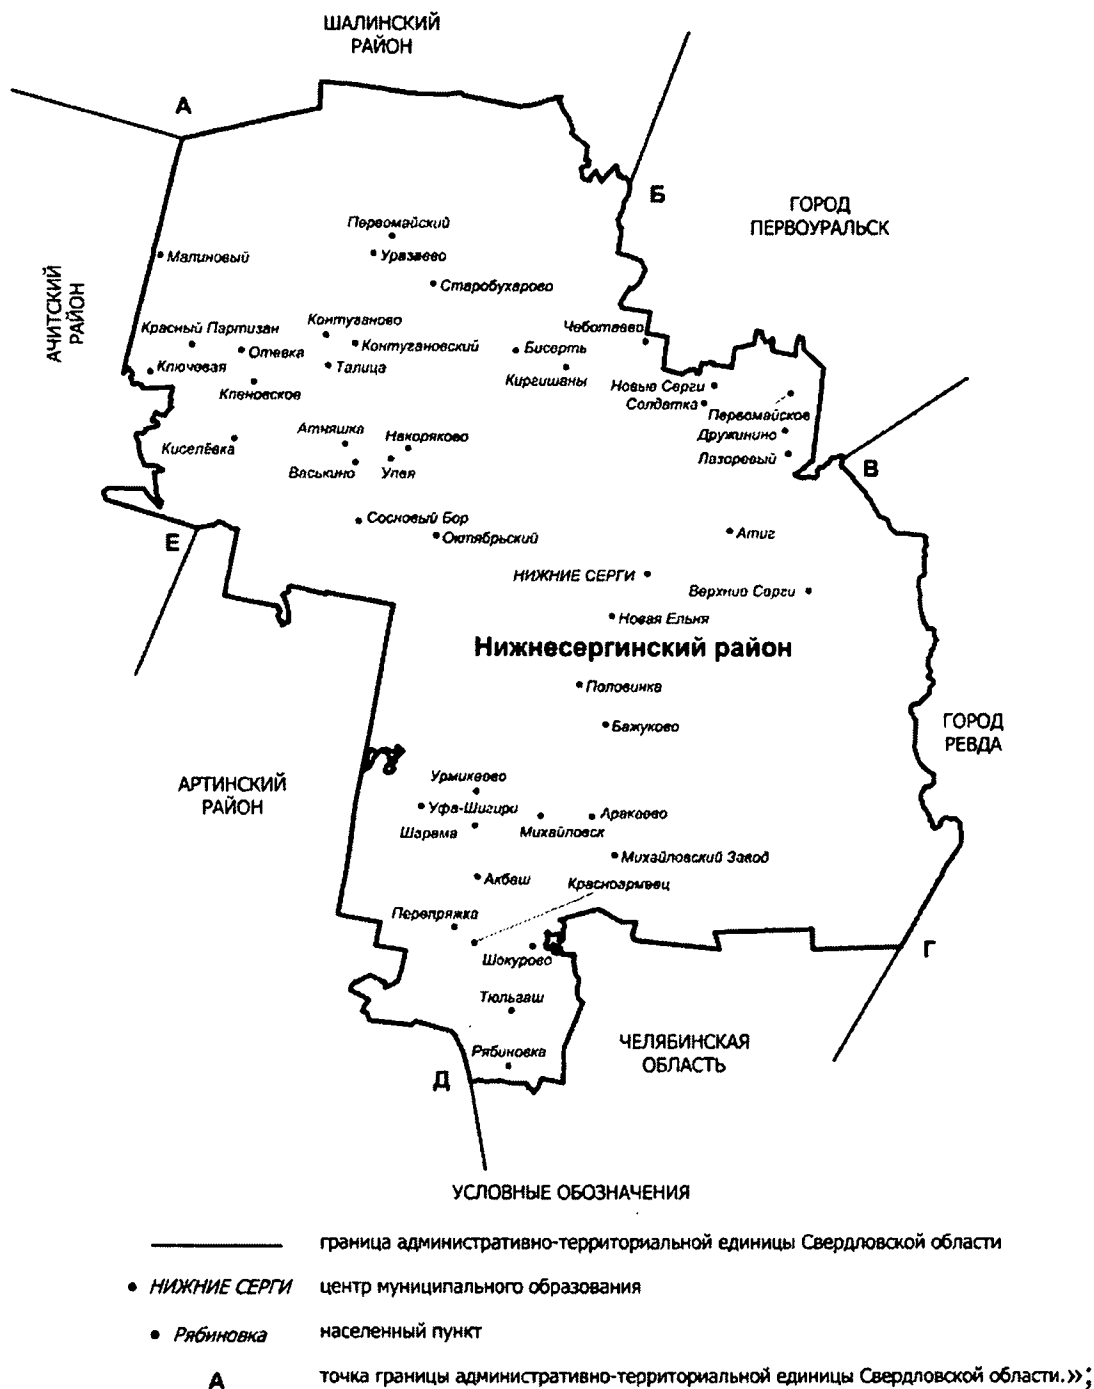 ШАЛИНСКИЙ
РАЙОН
А
Б
ГОРОД
ПЕРВОУРАЛЬСК
Первомайский
Уразаево
Малиновый
АЧИТСКИЙ
РАЙОН
Старобухарово
Контуганово
Чеботаево
Красный Партизан
Контугановский
Бисерть
Отевка
Ключевая
Талица
Киргишаны
Кленовское
Новые Серги
Солдатка
Первомайское
Атняшка
Накоряково
Дружинино
Киселёвка
Лазоревый
Васькино
Упея
В
Сосновый Бор
Октябрьский
Атиг
Е
НИЖНИЕ СЕРГИ
Верхние Серги
Новая Ельня
Нижнесергинский район
Половинка
ГОРОД
РЕВДА
Бажуково
АРТИНСКИЙ
РАЙОН
Урмикеево
Уфа-Шигири
Аракаево
Шарама
Михайловск
Михайловский Завод
Акбаш
Красноармеец
Перепряжка
Г
Шокурово
Тюльгаш
ЧЕЛЯБИНСКАЯ
ОБЛАСТЬ
Рябиновка
Д
УСЛОВНЫЕ ОБОЗНАЧЕНИЯ
граница административно-территориальной единицы Свердловской области
НИЖНИЕ СЕРГИ центр муниципального образования
Рябиновка населенный пункт
А точка границы административно-территориальной единицы Свердловской области.»;